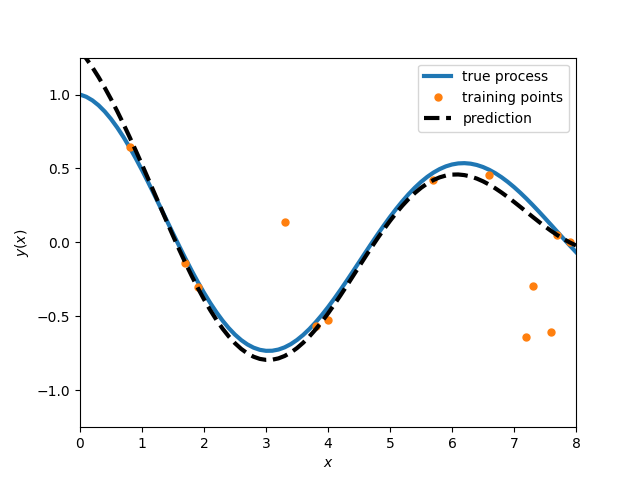 true process
training points
prediction
1.0
0.5
0.0
−0.5
−1.0
y(x)
0 1 2 3 4 5 6 7 8
x